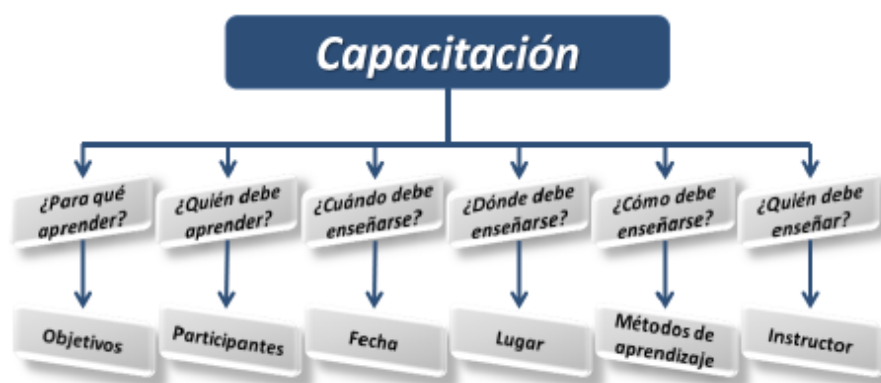 Capacitación
¿Para qué
aprender?
¿Quién debe
aprender?
¿Cuándo debe
enseñarse?
¿Dónde debe
enseñarse?
¿Cómo debe
enseñarse?
¿Quién debe
enseñar?
Objetivos
Participantes
Fecha
Lugar
Métodos de
aprendizaje
Instructor